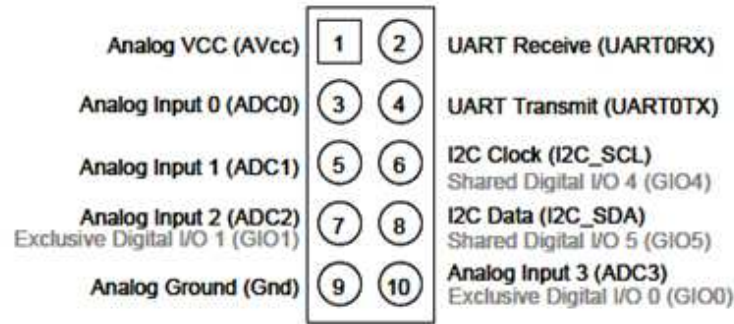 Analog VCC (AVcc) 1 2 UART Receive (UART0RX)
Analog Input 0 (ADC0) 3 4 UART Transmit (UART0TX)
Analog Input 1 (ADC1) 5 6 I2C Clock (I2C_SCL)
Shared Digital I/O 4 (GIO4)
Analog Input 2 (ADC2) 7 8 I2C Data (I2C_SDA)
Exclusive Digital I/O 1 (GIO1) Shared Digital I/O 5 (GIO5)
Analog Ground (Gnd) 9 10 Analog Input 3 (ADC3)
Exclusive Digital I/O 0 (GIO0)